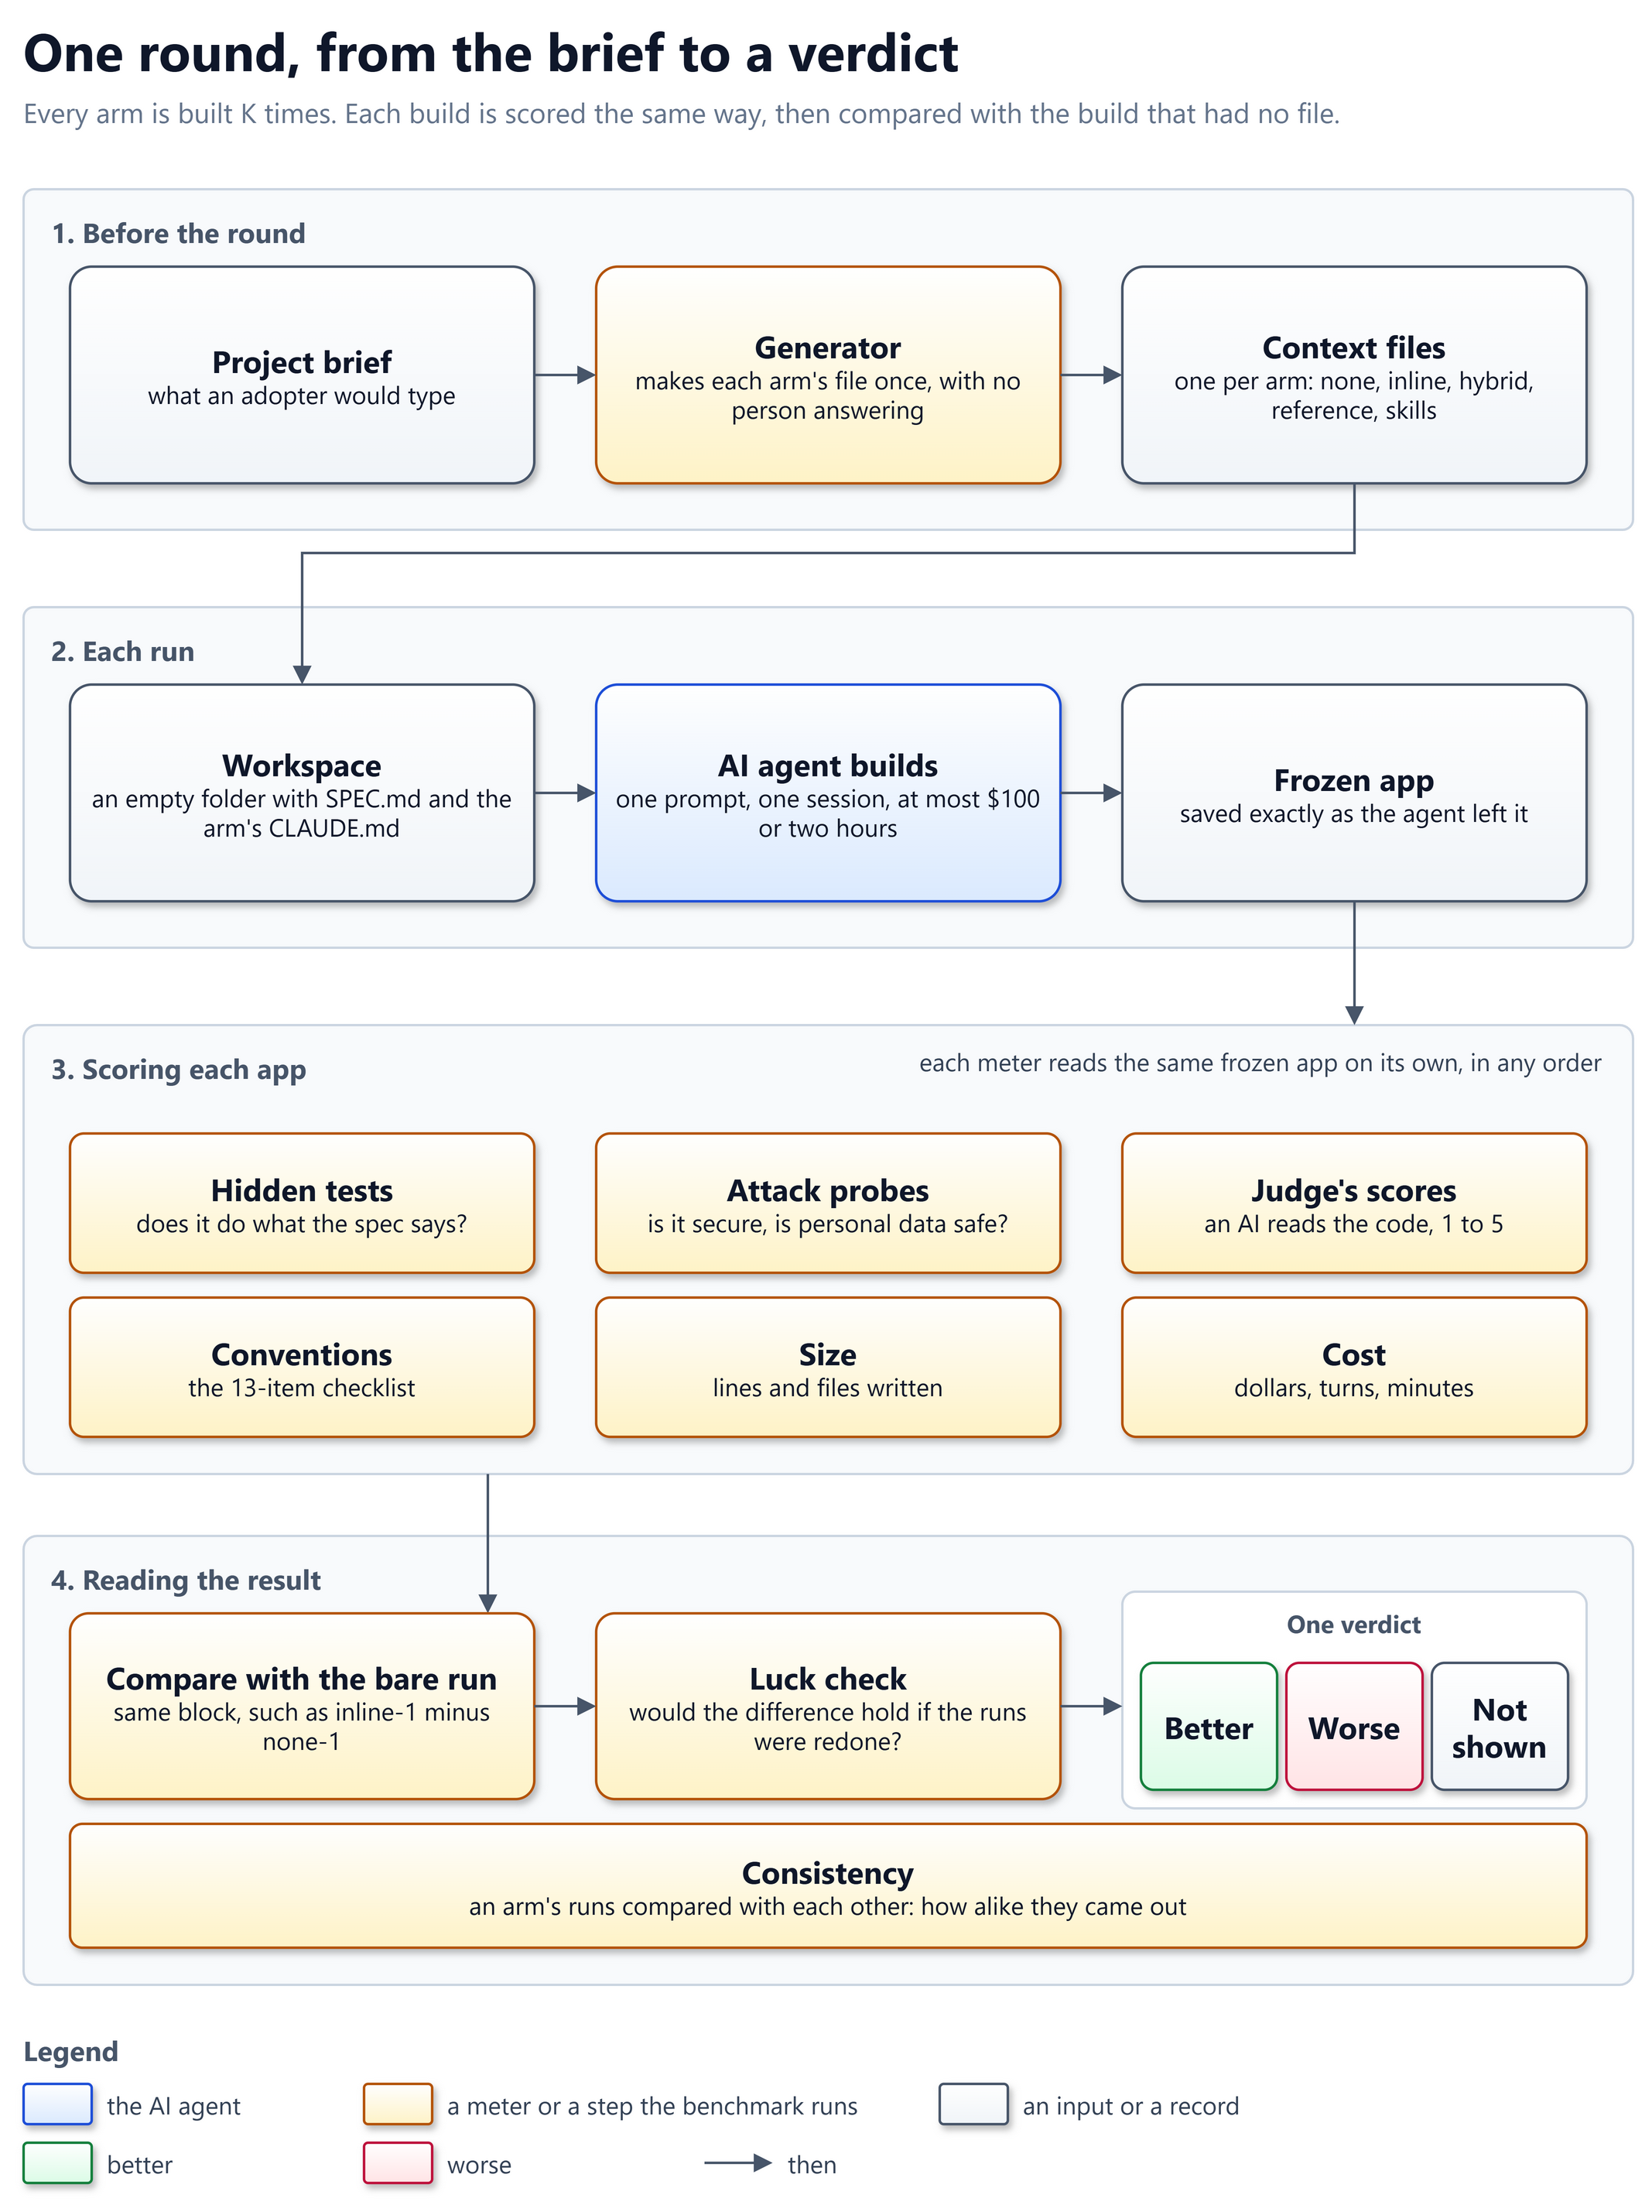 One round, from the brief to a verdict
Every arm is built K times. Each build is scored the same way, then compared with the build that had no file.
1. Before the round
Project brief
what an adopter would type
Generator
makes each arm's file once, with no
person answering
Context files
one per arm: none, inline, hybrid,
reference, skills
2. Each run
Workspace
an empty folder with SPEC.md and the
arm's CLAUDE.md
AI agent builds
one prompt, one session, at most $100
or two hours
Frozen app
saved exactly as the agent left it
3. Scoring each app
each meter reads the same frozen app on its own, in any order
Hidden tests
does it do what the spec says?
Attack probes
is it secure, is personal data safe?
Judge's scores
an AI reads the code, 1 to 5
Conventions
the 13-item checklist
Size
lines and files written
Cost
dollars, turns, minutes
4. Reading the result
Compare with the bare run
same block, such as inline-1 minus
none-1
Luck check
would the difference hold if the runs
were redone?
One verdict
Better
Worse
Not
shown
Consistency
an arm's runs compared with each other: how alike they came out
Legend
the AI agent
a meter or a step the benchmark runs
an input or a record
better
worse
then